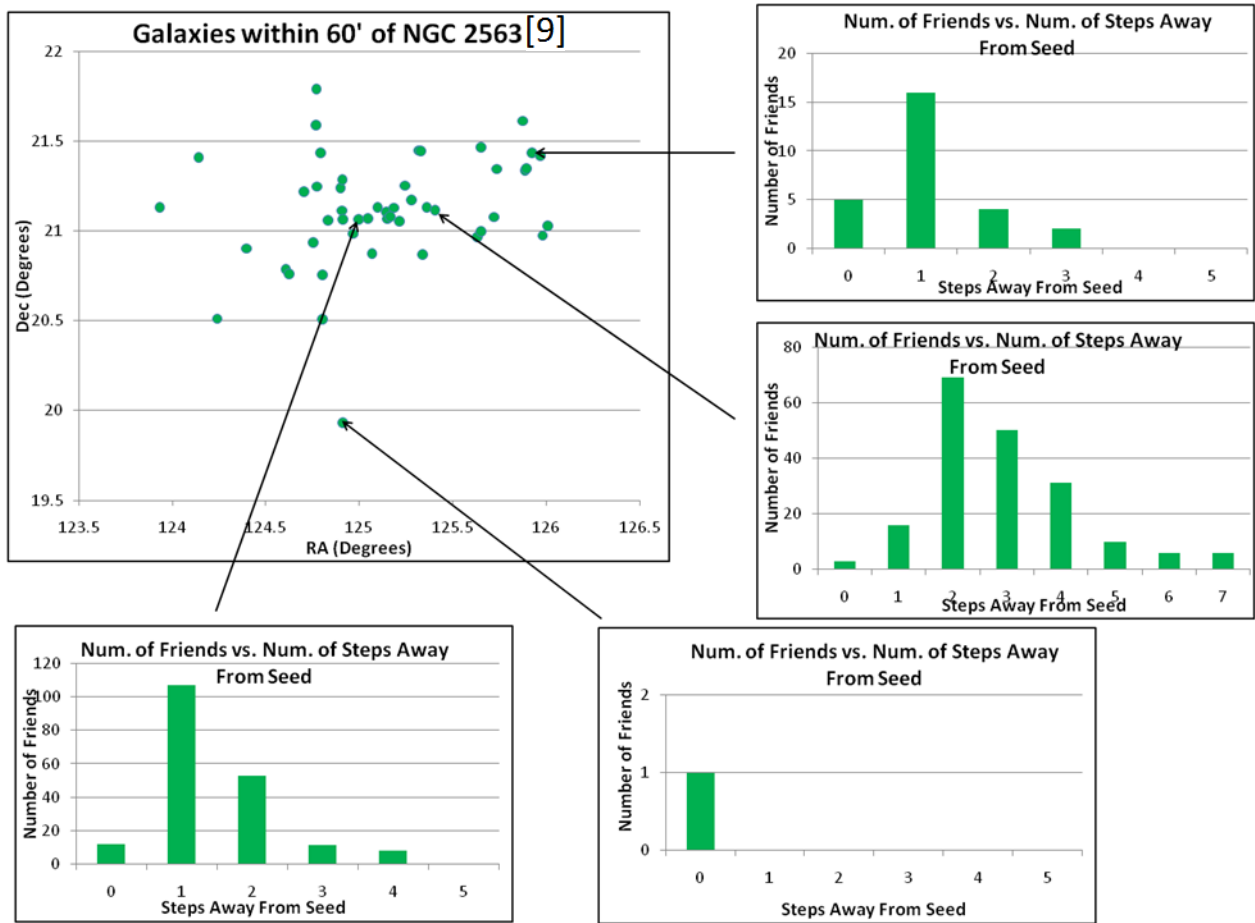 Galaxies within 60' of NGC 2563[9]
22
21.5
21
20.5
20
19.5
Dec (Degrees)
123.5 124 124.5 125 125.5 126 126.5
RA (Degrees)
Num. of Friends vs. Num. of Steps Away
From Seed
20
15
10
5
0
Number of Friends
0 1 2 3 4 5
Steps Away From Seed
Num. of Friends vs. Num. of Steps Away
From Seed
80
60
40
20
0
Number of Friends
0 1 2 3 4 5 6 7
Steps Away From Seed
Num. of Friends vs. Num. of Steps Away
From Seed
120
100
80
60
40
20
0
Number of Friends
0 1 2 3 4 5
Steps Away From Seed
Num. of Friends vs. Num. of Steps Away
From Seed
2
1
0
Number of Friends
0 1 2 3 4 5
Steps Away From Seed